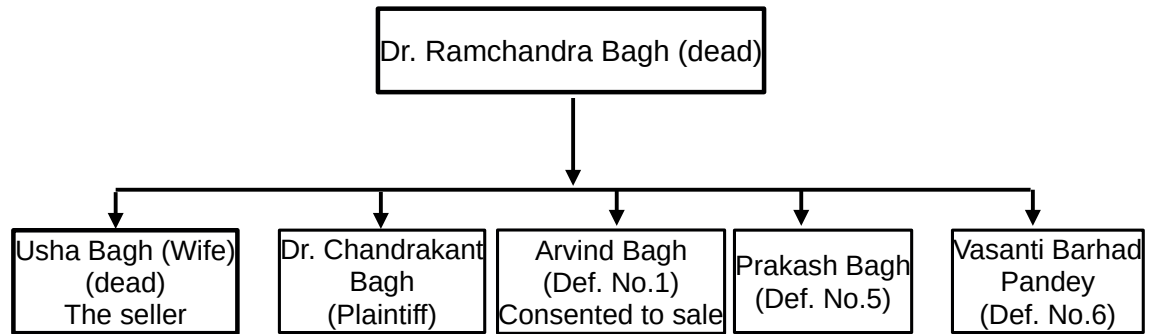 Dr. Ramchandra Bagh (dead)
Usha Bagh (Wife)
(dead)
The seller
Dr. Chandrakant
Bagh
(Plaintiff)
Arvind Bagh
(Def. No.1)
Consented to sale
Prakash Bagh
(Def. No.5)
Vasanti Barhad
Pandey
(Def. No.6)